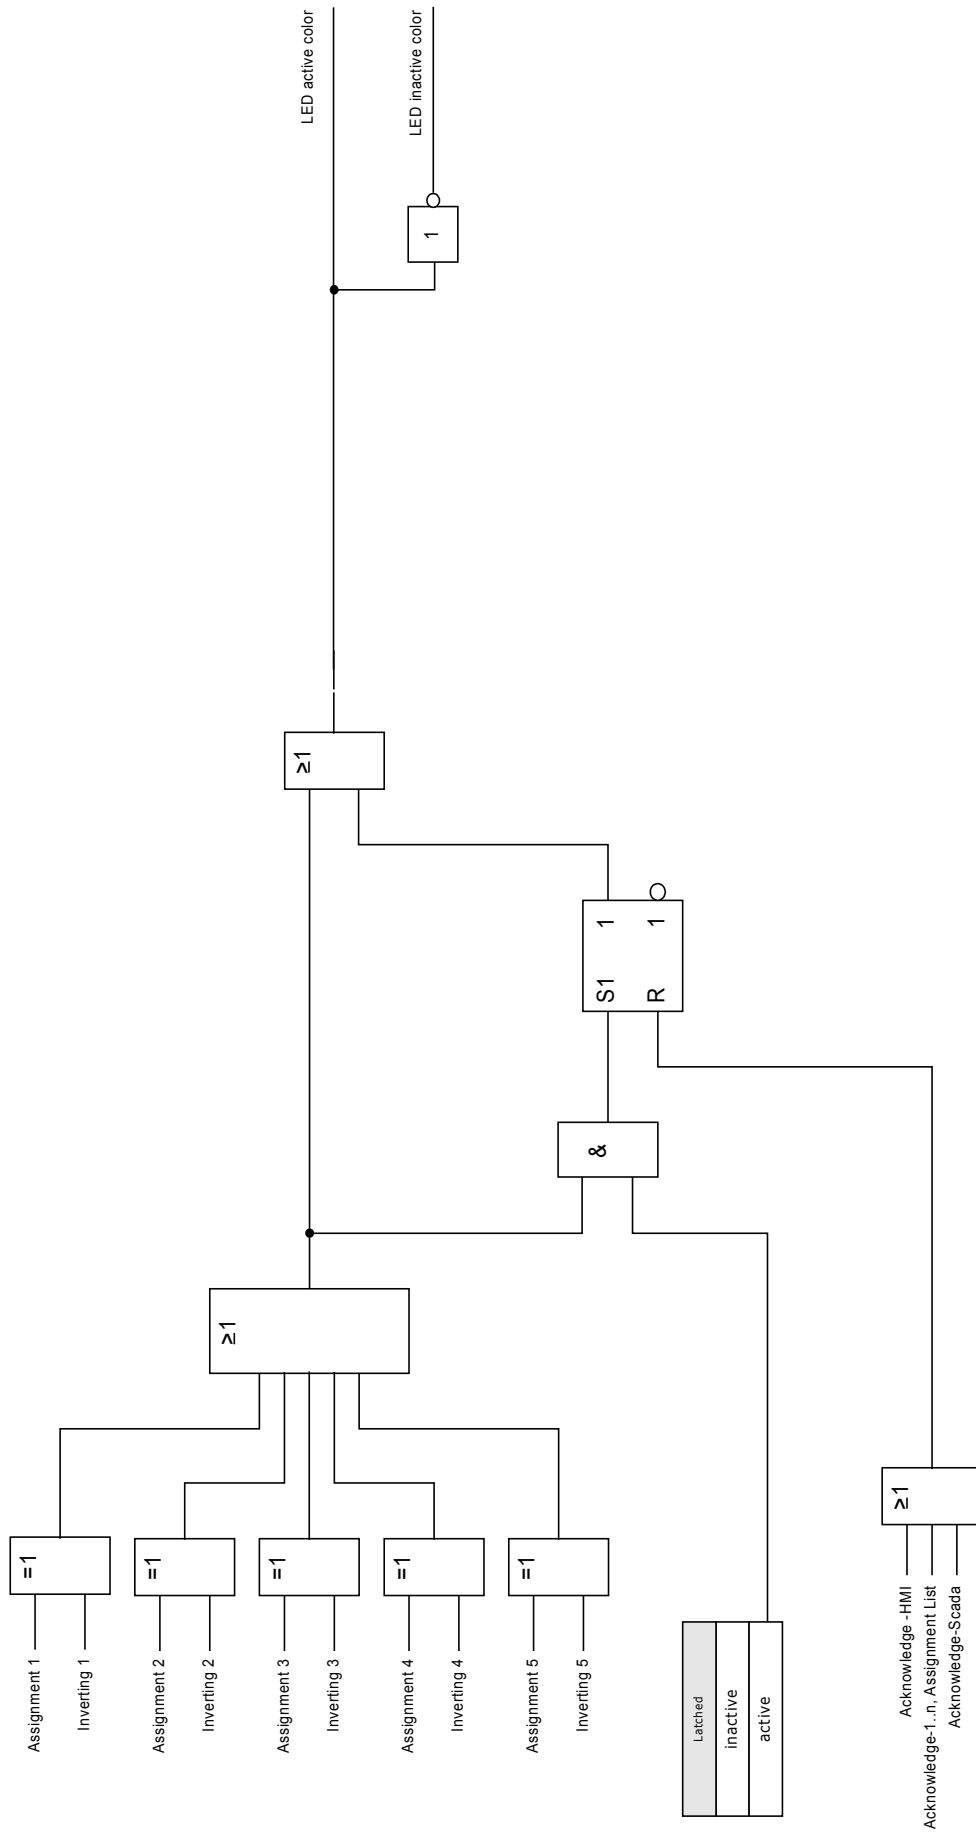 Assignment 1
Inverting 1
Assignment 2
Inverting 2
Assignment 3
Inverting 3
Assignment 4
Inverting 4
Assignment 5
Inverting 5
=1
=1
=1
=1
=1
≥1
Latched
inactive
active
&
S1 1
R 1
≥1
Acknowledge -HMI
Acknowledge-1..n, Assignment List
Acknowledge-Scada
≥1
1
LED active color
LED inactive color